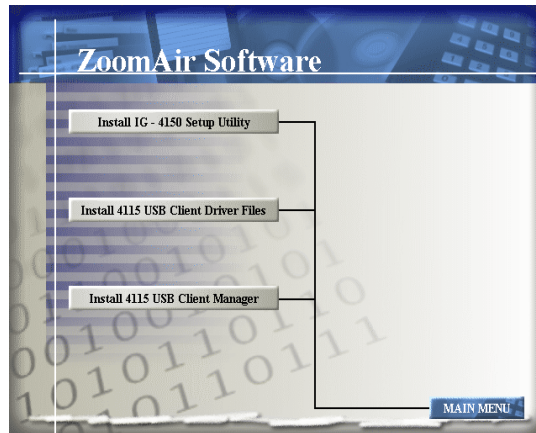 ZoomAir Software
Install IG - 4150 Setup Utility
Install 4115 USB Client Driver Files
Install 4115 USB Client Manager
MAIN MENU